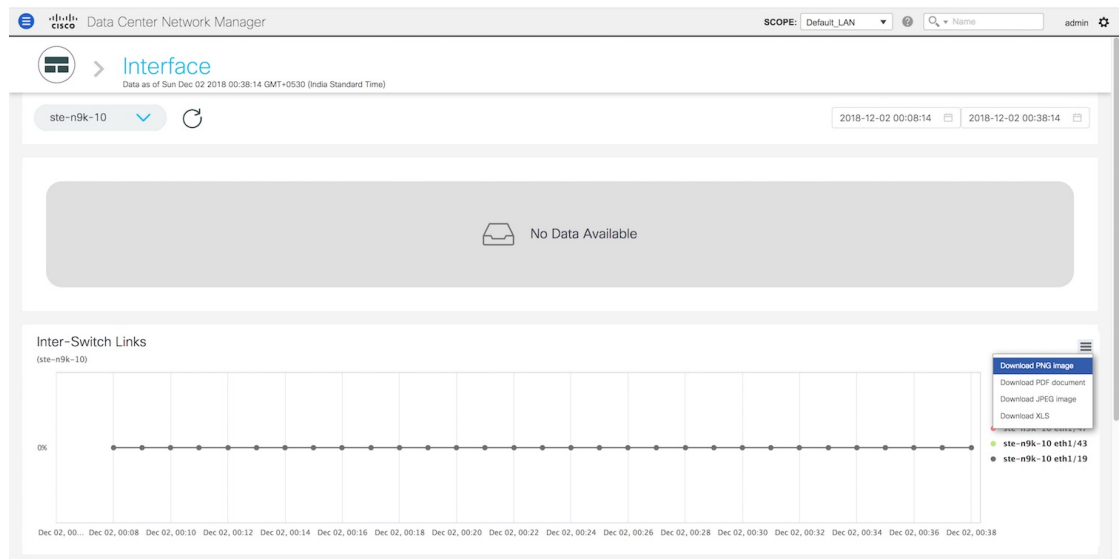 CISCO
Data Center Network Manager
SCOPE: Default_LAN
Name
admin
Interface
Data as of Sun Dec 02 2018 00:38:14 GMT+0530 (India Standard Time)
ste-n9k-10
2018-12-02 00:08:14
2018-12-02 00:38:14
No Data Available
Inter-Switch Links
(ste-n9k-10)
Download PNG image
Download PDF document
Download JPEG image
Download XLS
ste-n9k-10 eth1/43
ste-n9k-10 eth1/19
0%
Dec 02, 00... Dec 02, 00:08 Dec 02, 00:10 Dec 02, 00:12 Dec 02, 00:14 Dec 02, 00:16 Dec 02, 00:18 Dec 02, 00:20 Dec 02, 00:22 Dec 02, 00:24 Dec 02, 00:26 Dec 02, 00:28 Dec 02, 00:30 Dec 02, 00:32 Dec 02, 00:34 Dec 02, 00:36 Dec 02, 00:38